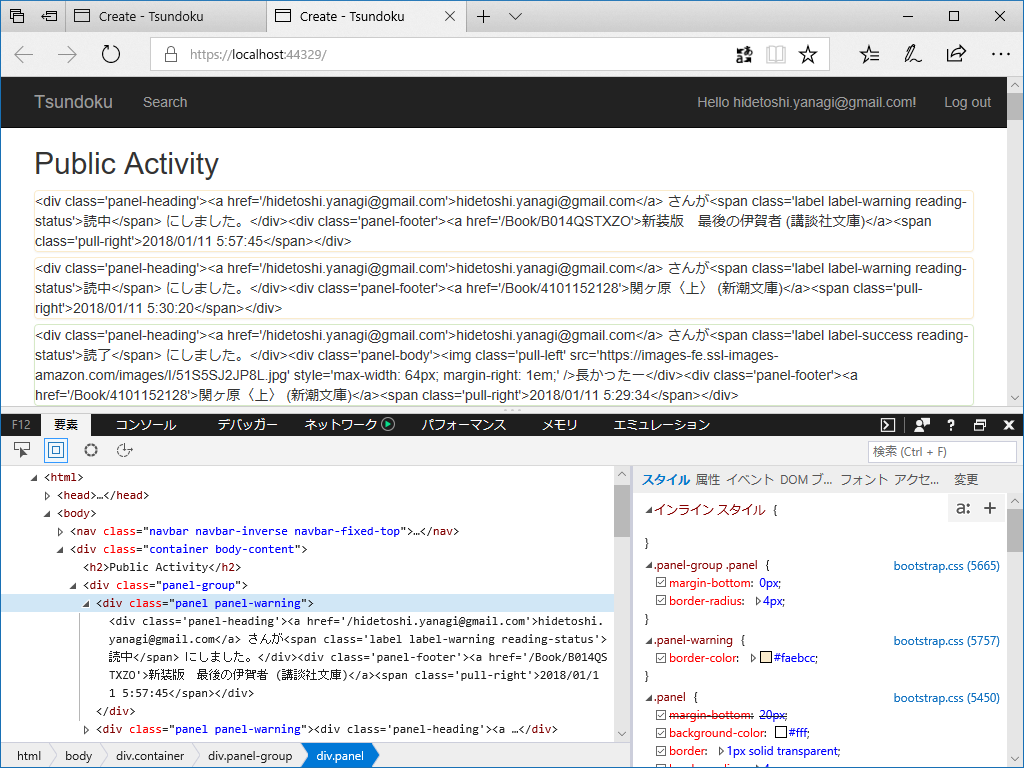 Create - Tsundoku
Create - Tsundoku
https://localhost:44329/
Tsundoku
Search
Hello hidetoshi.yanagi@gmail.com!
Log out
Public Activity
<div class='panel-heading'><a href='/hidetoshi.yanagi@gmail.com'>hidetoshi.yanagi@gmail.com</a> さんが<span class='label label-warning reading-
status'>読中</span> にしました。</div><div class='panel-footer'><a href='/Book/B014QSTXZO'>新装版　最後の伊賀者 (講談社文庫)</a><span
class='pull-right'>2018/01/11 5:57:45</span></div>
<div class='panel-heading'><a href='/hidetoshi.yanagi@gmail.com'>hidetoshi.yanagi@gmail.com</a> さんが<span class='label label-warning reading-
status'>読中</span> にしました。</div><div class='panel-footer'><a href='/Book/4101152128'>関ヶ原〈上〉 (新潮文庫)</a><span class='pull-
right'>2018/01/11 5:30:20</span></div>
<div class='panel-heading'><a href='/hidetoshi.yanagi@gmail.com'>hidetoshi.yanagi@gmail.com</a> さんが<span class='label label-success reading-
status'>読了</span> にしました。</div><div class='panel-body'><img class='pull-left' src='https://images-fe.ssl-images-
amazon.com/images/I/51S5SJ2JP8L.jpg' style='max-width: 64px; margin-right: 1em;' />長かったー</div><div class='panel-footer'><a
href='/Book/4101152128'>関ヶ原〈上〉 (新潮文庫)</a><span class='pull-right'>2018/01/11 5:29:34</span></div>
F12
要素
コンソール
デバッガー
ネットワーク
パフォーマンス
メモリ
エミュレーション
検索 (Ctrl + F)
<html>
<head>…</head>
<body>
<nav class="navbar navbar-inverse navbar-fixed-top">…</nav>
<div class="container body-content">
<h2>Public Activity</h2>
<div class="panel-group">
<div class="panel panel-warning">
<div class='panel-heading'><a href='/hidetoshi.yanagi@gmail.com'>hidetoshi.
yanagi@gmail.com</a> さんが<span class='label label-warning reading-status'>
読中</span> にしました。</div><div class='panel-footer'><a href='/Book/B014QS
TXZO'>新装版　最後の伊賀者 (講談社文庫)</a><span class='pull-right'>2018/01/1
1 5:57:45</span></div>
</div>
<div class="panel panel-warning"><div class='panel-heading'><a …</div>
html
body
div.container
div.panel-group
div.panel
スタイル
属性
イベント
DOM ブ...
フォント
アクセ...
変更
a:
インライン スタイル {
}
.panel-group .panel {
bootstrap.css (5665)
margin-bottom: 0px;
border-radius: 4px;
}
.panel-warning {
bootstrap.css (5757)
border-color: #faebcc;
}
.panel {
bootstrap.css (5450)
margin-bottom: 20px;
background-color: #fff;
border: 1px solid transparent;